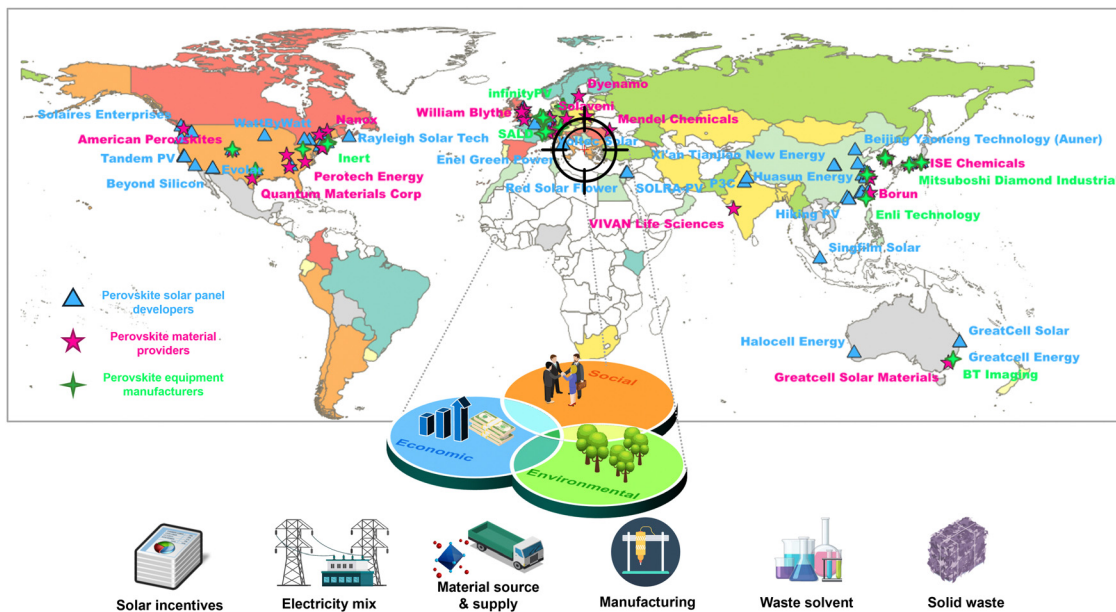 Dyenamo
infinityPV
Solaires Enterprises
WattByWatt
Nanox
William Blythe
Solaveni
American Perovskites
Rayleigh Solar Tech
SALD
Mendel Chemicals
Beijing Yaoneng Technology (Auner)
Tandem PV
Inert
Enel Green Power
Solar
Xi'an Tianjiao New Energy
ISE Chemicals
Evolar
Perotech Energy
P3C
Huasun Energy
Mitsuboshi Diamond Industria
Beyond Silicon
Red Solar Flower
SOLRA PV
Borun
Quantum Materials Corp
Hiking PV
Enli Technology
VIVAN Life Sciences
Singfilm Solar
Perovskite solar panel
developers
Perovskite material
providers
Perovskite equipment
manufacturers
GreatCell Solar
Halocell Energy
Greatcell Energy
Greatcell Solar Materials
BT Imaging
Social
Economic
Environmental
Solar incentives
Electricity mix
Material source
& supply
Manufacturing
Waste solvent
Solid waste